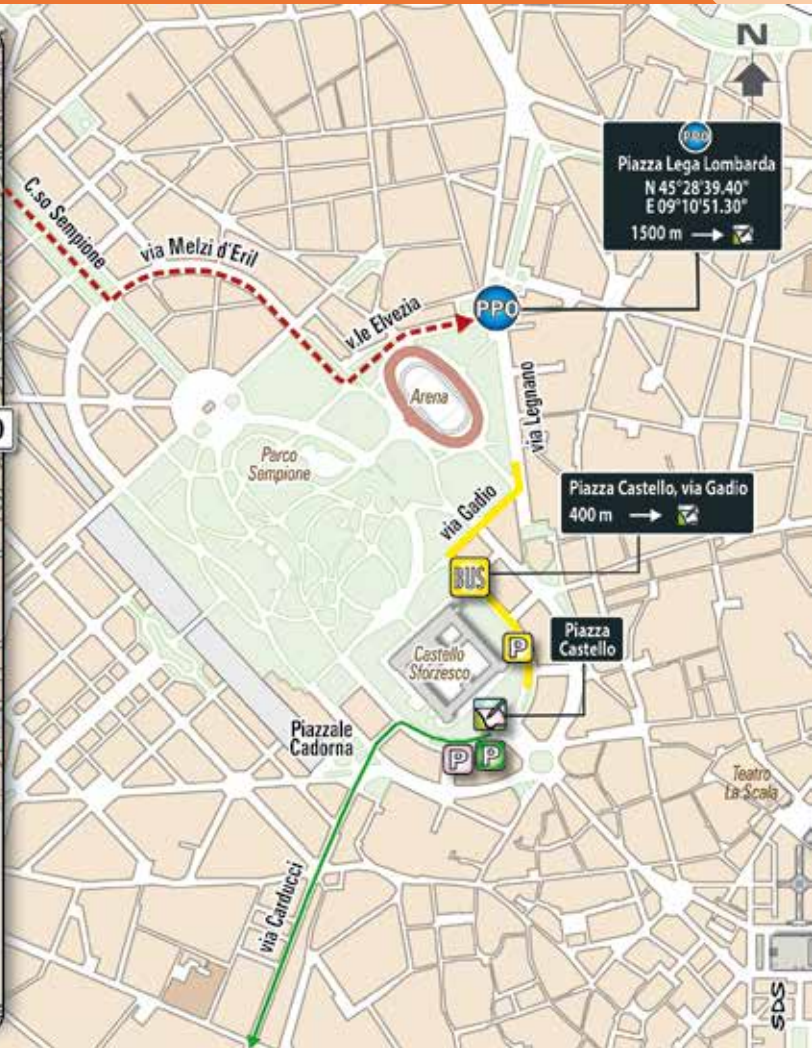 N
PPO
Piazza Lega Lombarda
N 45°28'39.40"
E 09°10'51.30"
1500 m
C.so Sempione
via Melzi d'Eril
v.le Elvezia
PPO
Arena
via Legnano
Parco
Sempione
via Gadio
Piazza Castello, via Gadio
400 m
BUS
P
Piazza
Castello
Castello
Sforzesco
Piazzale
Cadorna
P
P
Teatro
La Scala
via Carducci
SDS